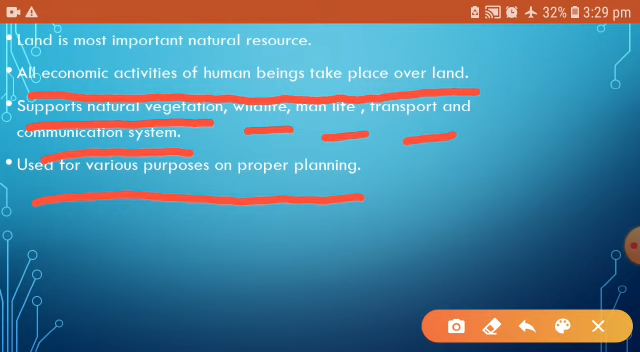 32% 3:29 pm
• Land is most important natural resource.
• All economic activities of human beings take place over land.
• Supports natural vegetation, wildlife, man life , transport and
communication system.
• Used for various purposes on proper planning.